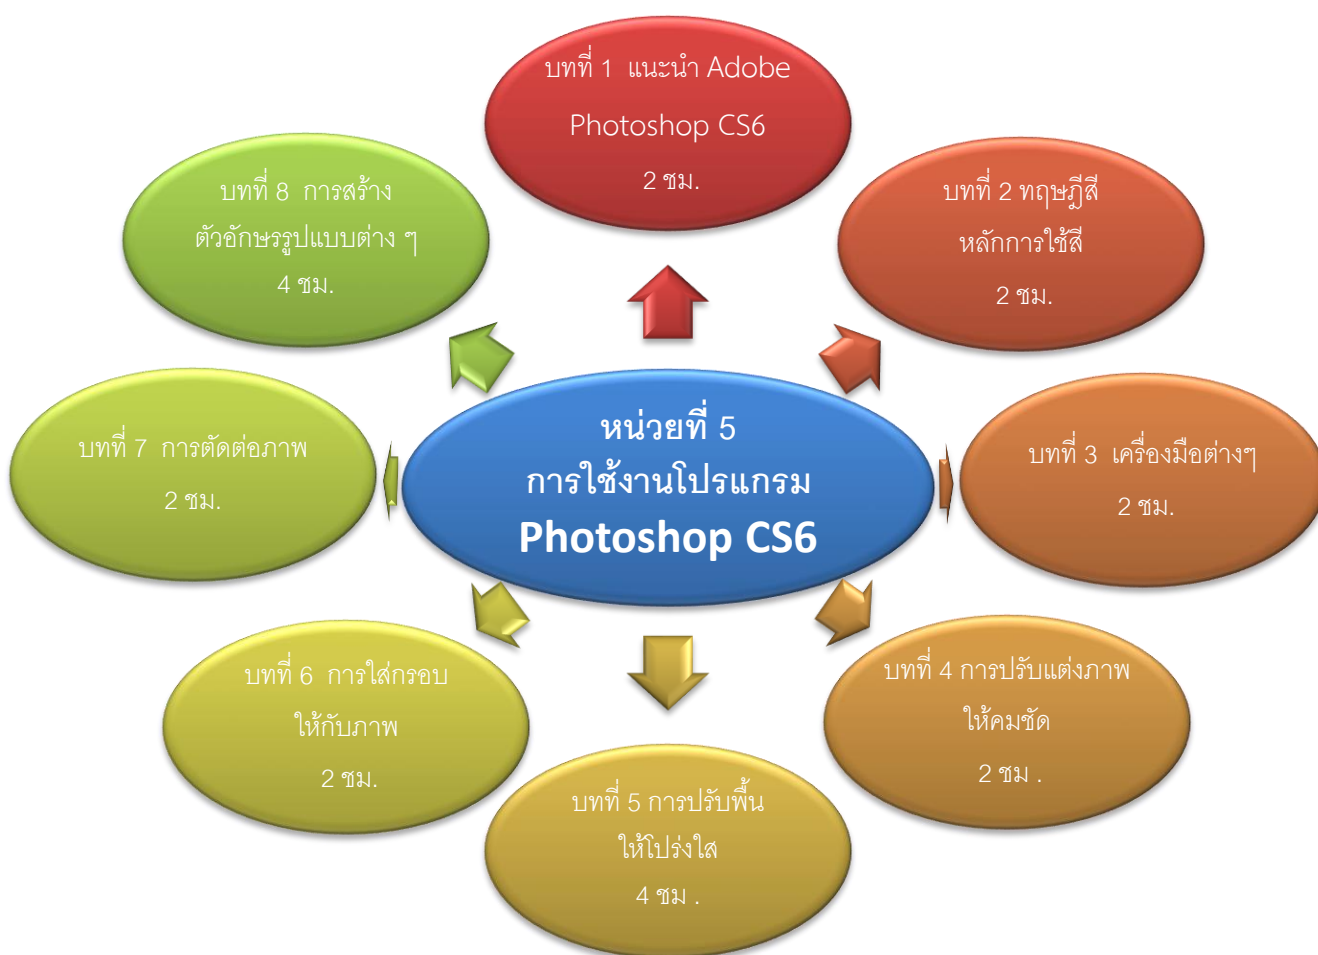 บทที่ 1 แนะนำ Adobe
Photoshop CS6
2 ชม.
บทที่ 2 ทฤษฎีสี
หลักการใช้สี
2 ชม.
บทที่ 3 เครื่องมือต่างๆ
2 ชม.
บทที่ 4 การปรับแต่งภาพ
ให้คมชัด
2 ชม .
บทที่ 5 การปรับพื้น
ให้โปร่งใส
4 ชม .
บทที่ 6 การใส่กรอบ
ให้กับภาพ
2 ชม.
บทที่ 7 การตัดต่อภาพ
2 ชม.
บทที่ 8 การสร้าง
ตัวอักษรรูปแบบต่าง ๆ
4 ชม.
หน่วยที่ 5
การใช้งานโปรแกรม
Photoshop CS6